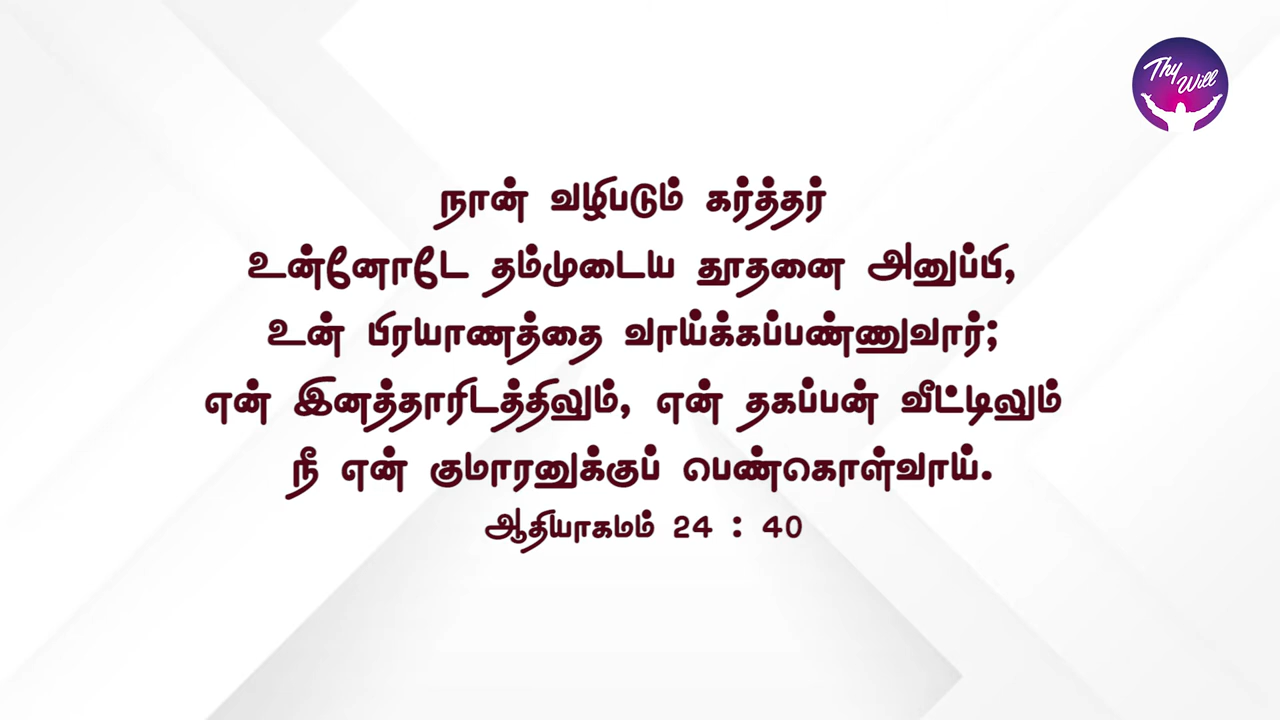 Thy Will
நான் வழிபடும் கர்த்தர்
உன்னோடே தம்முடைய தூதனை அனுப்பி,
உன் பிரயாணத்தை வாய்க்கப்பண்ணுவார்;
என் இனத்தாரிடத்திலும், என் தகப்பன் வீட்டிலும்
நீ என் குமாரனுக்குப் பெண்கொள்வாய்.
ஆதியாகமம் 24 : 40